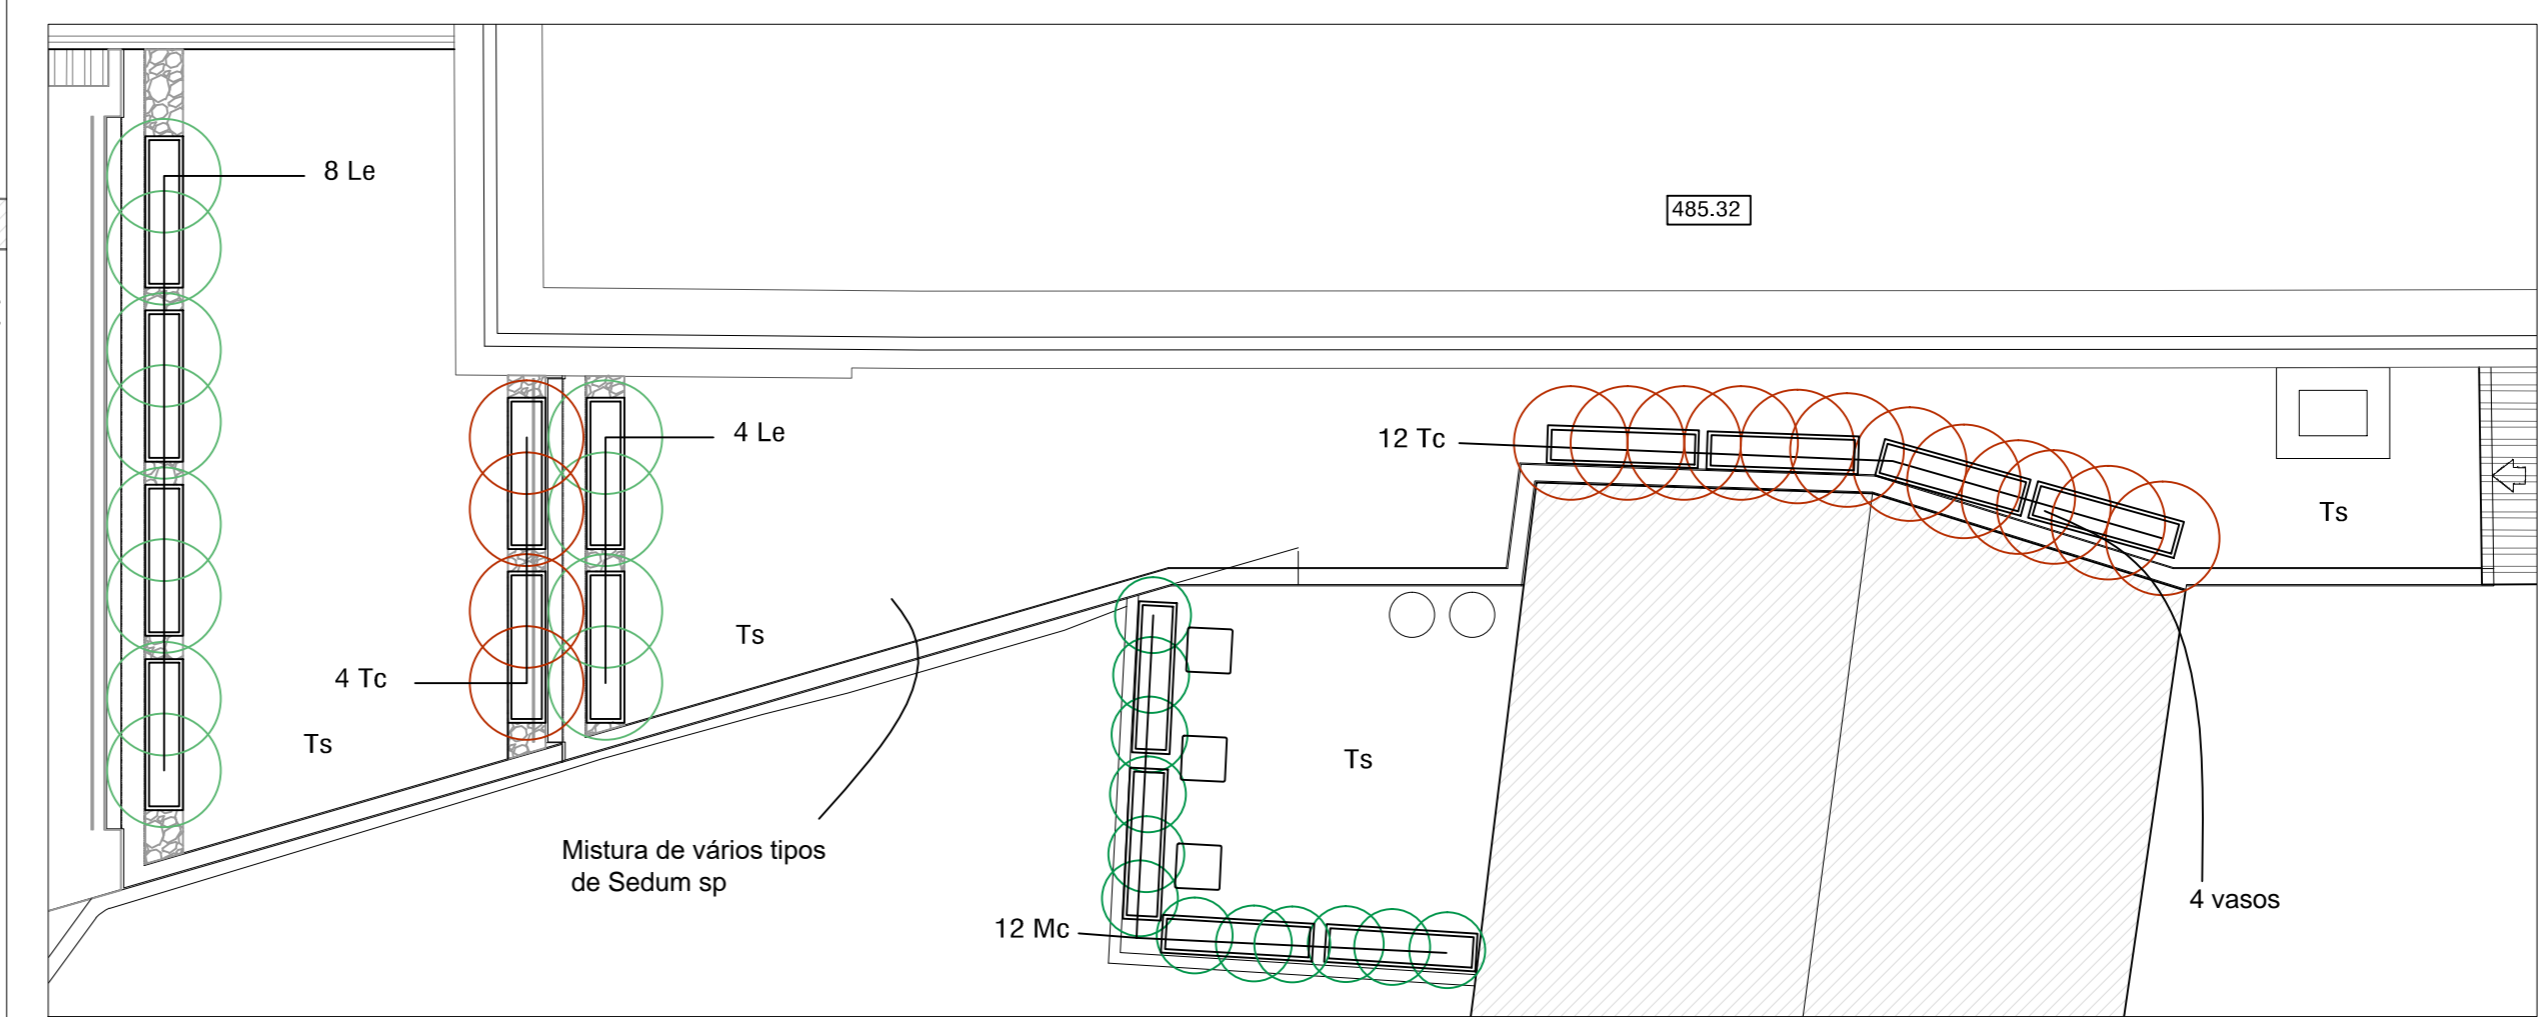 8 Le
485.32
4 Le
12 Tc
Ts
Ts
4 Tc
Ts
Ts
Mistura de vários tipos
de Sedum sp
4 vasos
12 Mc